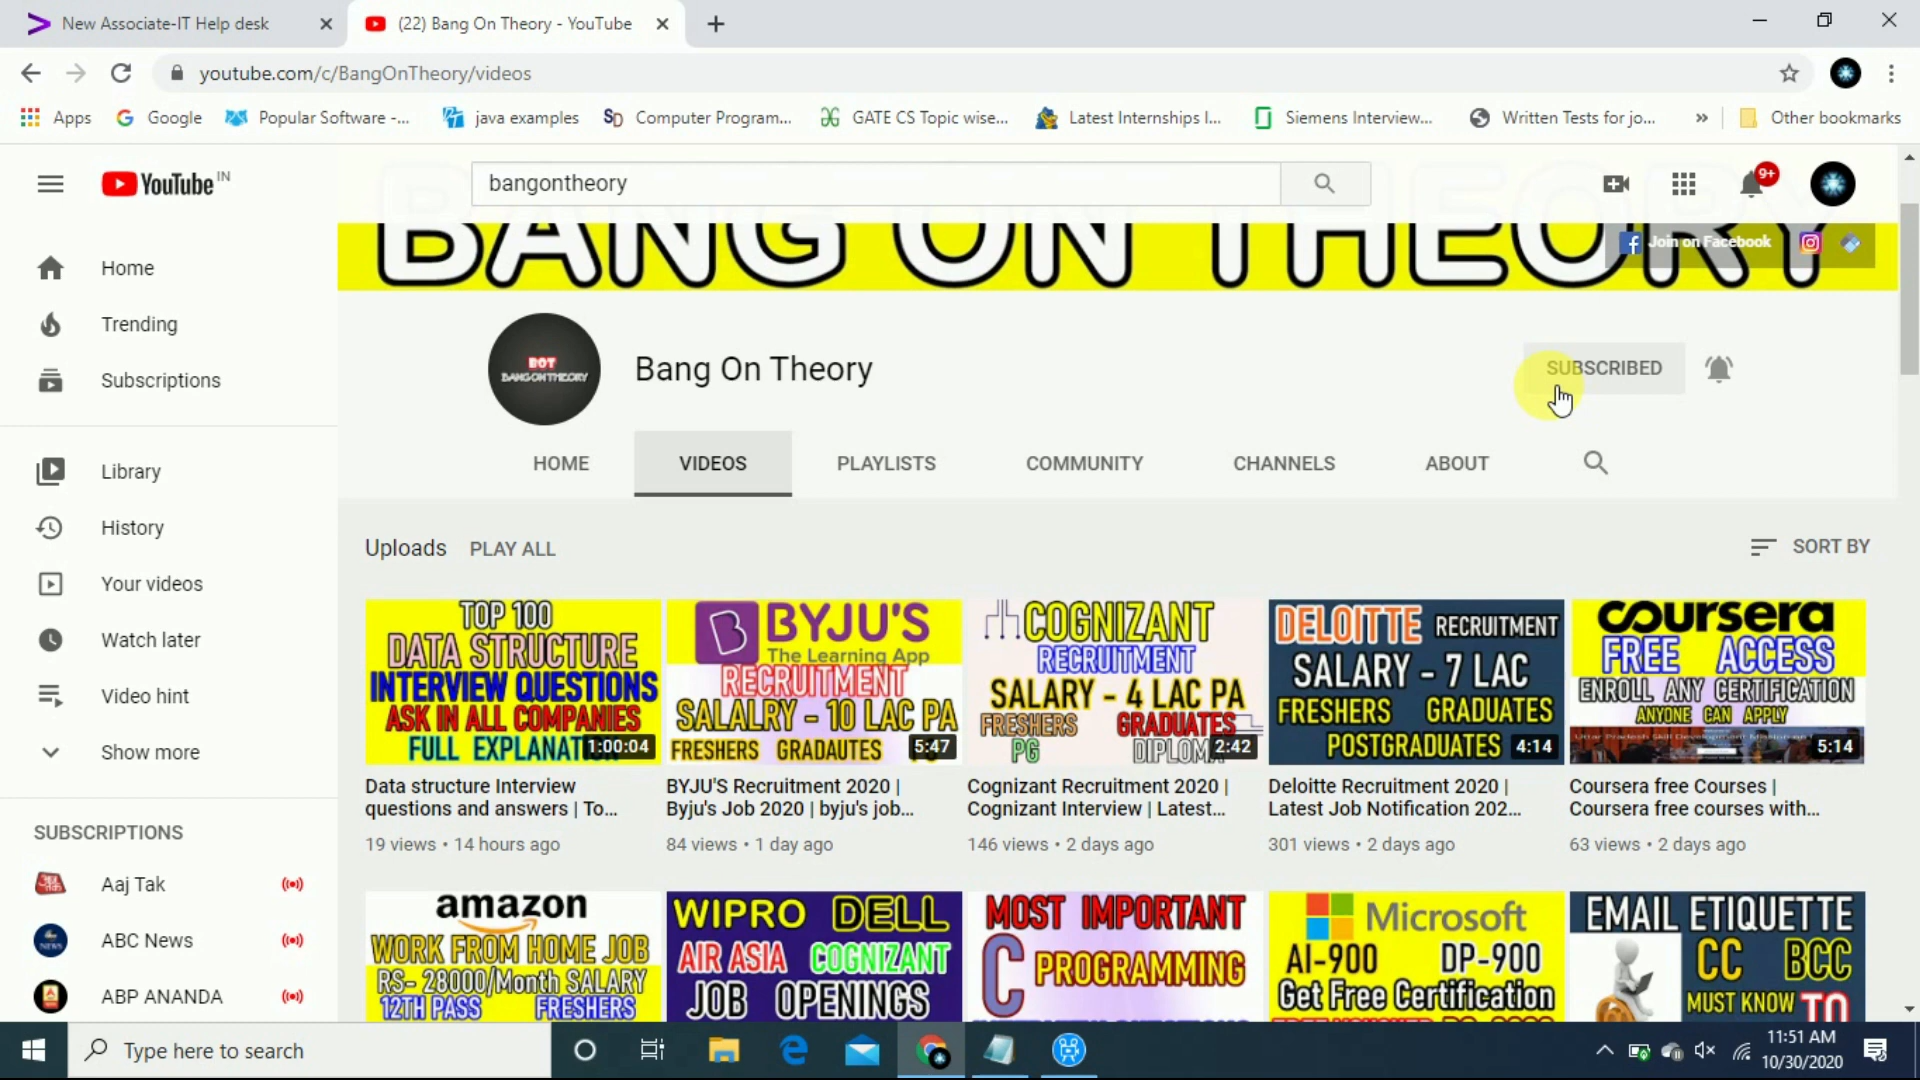 New Associate-IT Help desk
(22) Bang On Theory - YouTube
youtube.com/c/BangOnTheory/videos
Apps
Google
Popular Software -...
java examples
Computer Program...
GATE CS Topic wise...
Latest Internships I...
Siemens Interview...
Written Tests for jo...
Other bookmarks
YouTube IN
bangontheory
9+
BANG ON THEORY
Join on Facebook
Home
Trending
Subscriptions
Library
History
Your videos
Watch later
Video hint
Show more
SUBSCRIPTIONS
Aaj Tak
ABC News
ABP ANANDA
BOT
BANGONTHEORY
Bang On Theory
SUBSCRIBED
HOME
VIDEOS
PLAYLISTS
COMMUNITY
CHANNELS
ABOUT
Uploads PLAY ALL
SORT BY
TOP 100
DATA STRUCTURE
INTERVIEW QUESTIONS
ASK IN ALL COMPANIES
FULL EXPLANAT
1:00:04
Data structure Interview
questions and answers | To...
19 views • 14 hours ago
BYJU'S
The Learning App
RECRUITMENT
SALALRY - 10 LAC PA
FRESHERS GRADAUTES
5:47
BYJU'S Recruitment 2020 |
Byju's Job 2020 | byju's job...
84 views • 1 day ago
COGNIZANT
RECRUITMENT
SALARY - 4 LAC PA
FRESHERS GRADUATES
PG DIPLOMA
2:42
Cognizant Recruitment 2020 |
Cognizant Interview | Latest...
146 views • 2 days ago
DELOITTE RECRUITMENT
SALARY - 7 LAC
FRESHERS GRADUATES
POSTGRADUATES
4:14
Deloitte Recruitment 2020 |
Latest Job Notification 202...
301 views • 2 days ago
coursera
FREE ACCESS
ENROLL ANY CERTIFICATION
ANYONE CAN APPLY
5:14
Coursera free Courses |
Coursera free courses with...
63 views • 2 days ago
amazon
WORK FROM HOME JOB
RS- 28000/Month SALARY
12TH PASS FRESHERS
WIPRO DELL
AIR ASIA COGNIZANT
JOB OPENINGS
MOST IMPORTANT
C PROGRAMMING
Microsoft
AI-900 DP-900
Get Free Certification
EMAIL ETIQUETTE
CC BCC
MUST KNOW TO
Type here to search
11:51 AM
10/30/2020